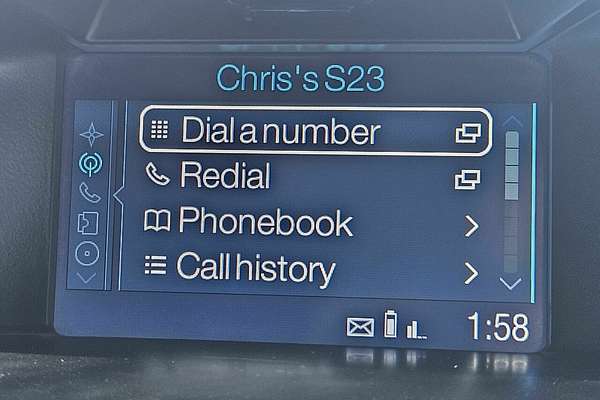 Chris's S23
Dial a number
Redial
Phonebook
Call history
1:58